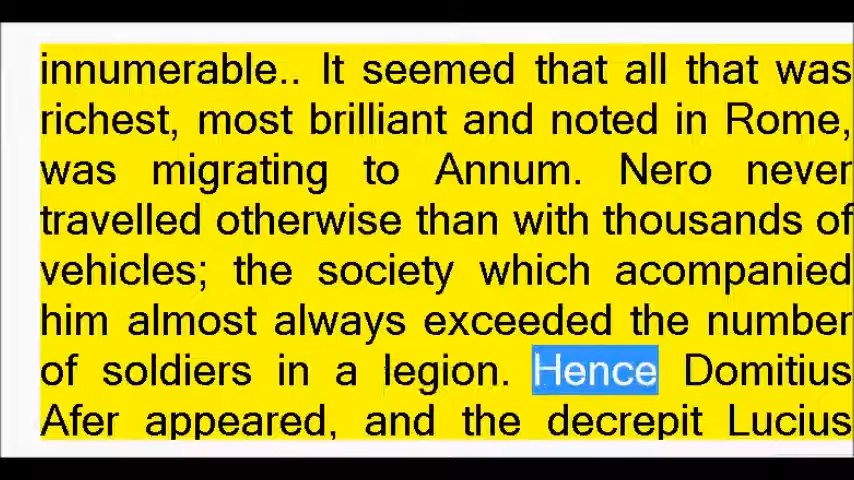 innumerable.. It seemed that all that was
richest, most brilliant and noted in Rome,
was migrating to Annum. Nero never
travelled otherwise than with thousands of
vehicles; the society which acompanied
him almost always exceeded the number
of soldiers in a legion. Hence Domitius
Afer appeared, and the decrepit Lucius